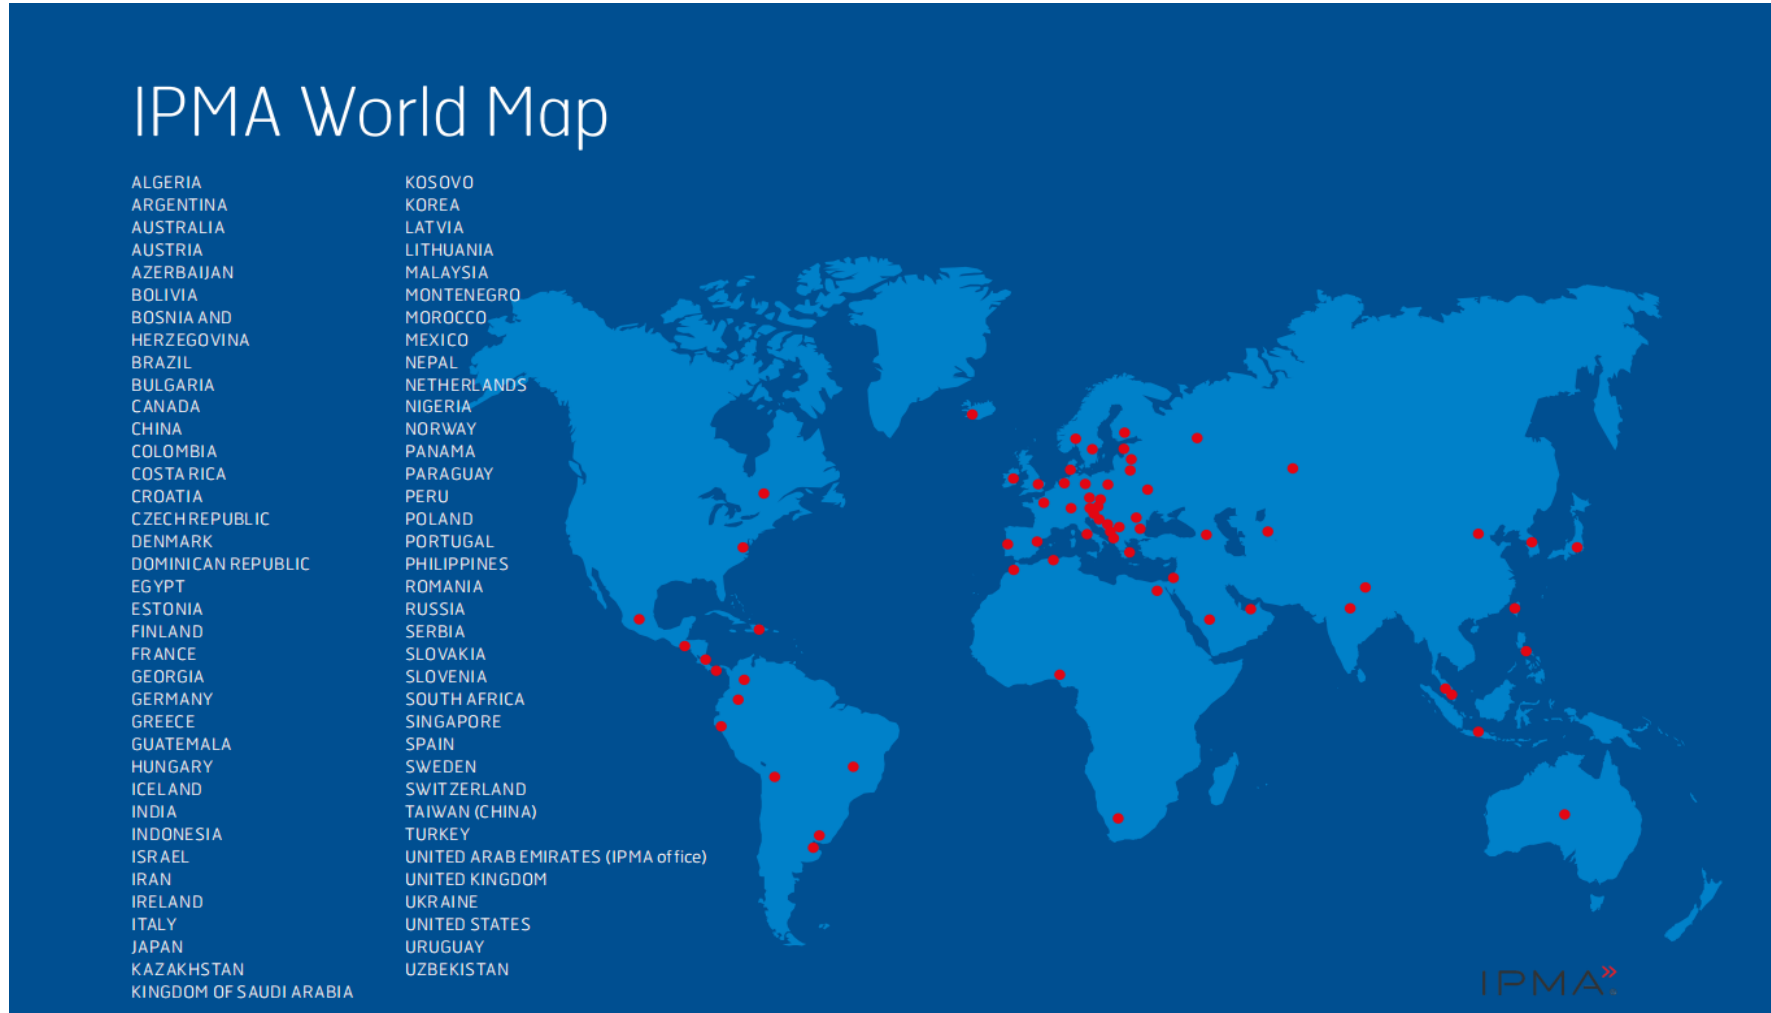 IPMA World Map
ALGERIA
ARGENTINA
AUSTRALIA
AUSTRIA
AZERBAIJAN
BOLIVIA
BOSNIA AND
HERZEGOVINA
BRAZIL
BULGARIA
CANADA
CHINA
COLOMBIA
COSTA RICA
CROATIA
CZECH REPUBLIC
DENMARK
DOMINICAN REPUBLIC
EGYPT
ESTONIA
FINLAND
FRANCE
GEORGIA
GERMANY
GREECE
GUATEMALA
HUNGARY
ICELAND
INDIA
INDONESIA
ISRAEL
IRAN
IRELAND
ITALY
JAPAN
KAZAKHSTAN
KINGDOM OF SAUDI ARABIA
KOSOVO
KOREA
LATVIA
LITHUANIA
MALAYSIA
MONTENEGRO
MOROCCO
MEXICO
NEPAL
NETHERLANDS
NIGERIA
NORWAY
PANAMA
PARAGUAY
PERU
POLAND
PORTUGAL
PHILIPPINES
ROMANIA
RUSSIA
SERBIA
SLOVAKIA
SLOVENIA
SOUTH AFRICA
SINGAPORE
SPAIN
SWEDEN
SWITZERLAND
TAIWAN (CHINA)
TURKEY
UNITED ARAB EMIRATES (IPMA office)
UNITED KINGDOM
UKRAINE
UNITED STATES
URUGUAY
UZBEKISTAN
IPMA